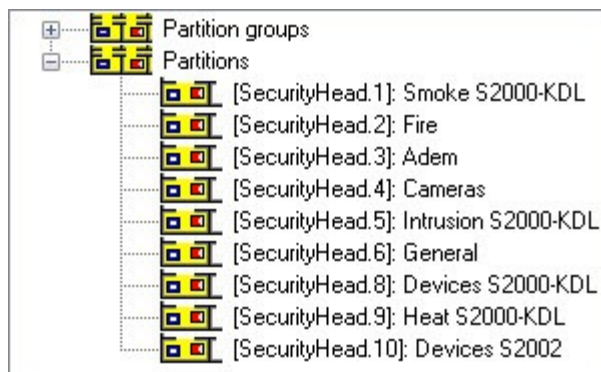 Partition groups
Partitions
[SecurityHead.1]: Smoke S2000-KDL
[SecurityHead.2]: Fire
[SecurityHead.3]: Adem
[SecurityHead.4]: Cameras
[SecurityHead.5]: Intrusion S2000-KDL
[SecurityHead.6]: General
[SecurityHead.8]: Devices S2000-KDL
[SecurityHead.9]: Heat S2000-KDL
[SecurityHead.10]: Devices S2002